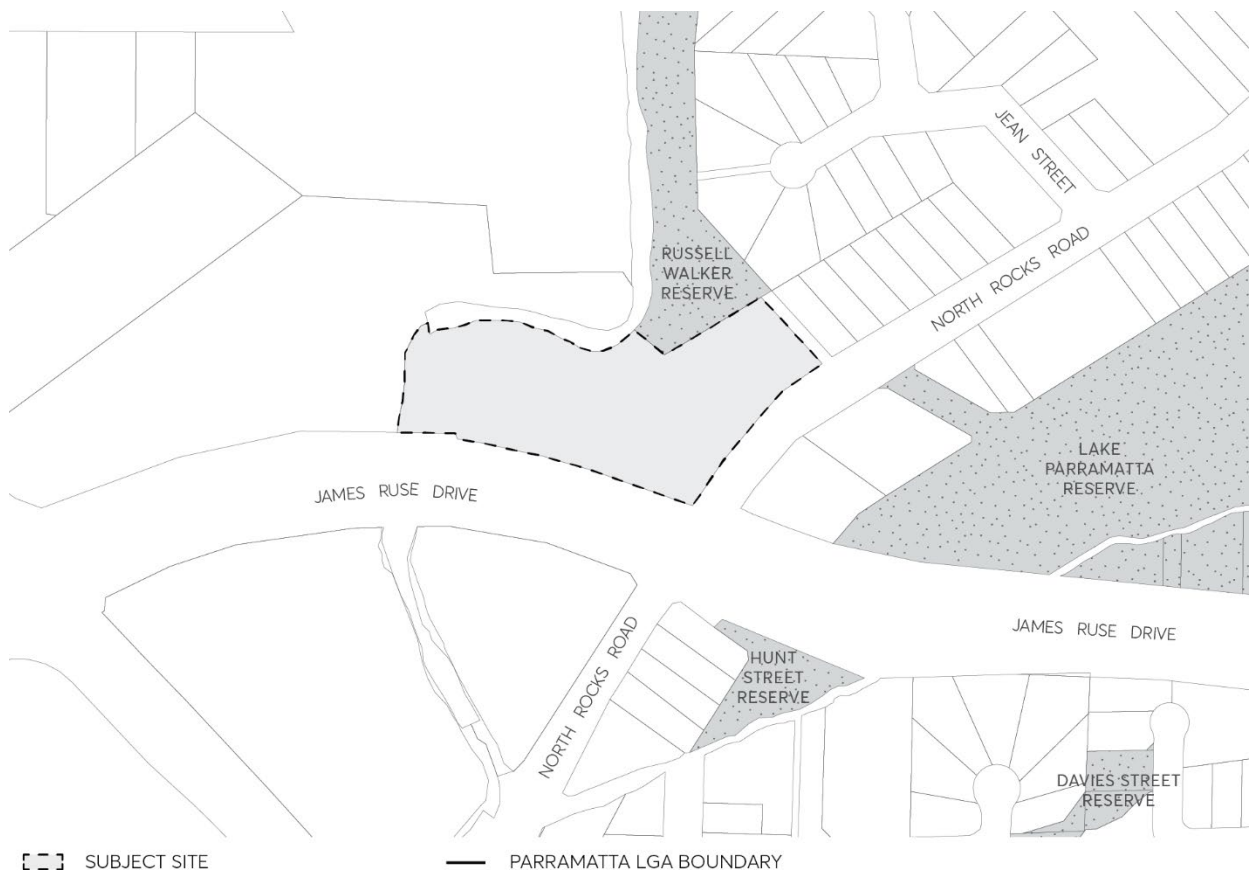 JEAN STREET
RUSSELL
WALKER
RESERVE
NORTH ROCKS ROAD
LAKE
PARRAMATTA
RESERVE
JAMES RUSE DRIVE
JAMES RUSE DRIVE
HUNT
STREET
RESERVE
NORTH ROCKS ROAD
DAVIES STREET
RESERVE
SUBJECT SITE
PARRAMATTA LGA BOUNDARY